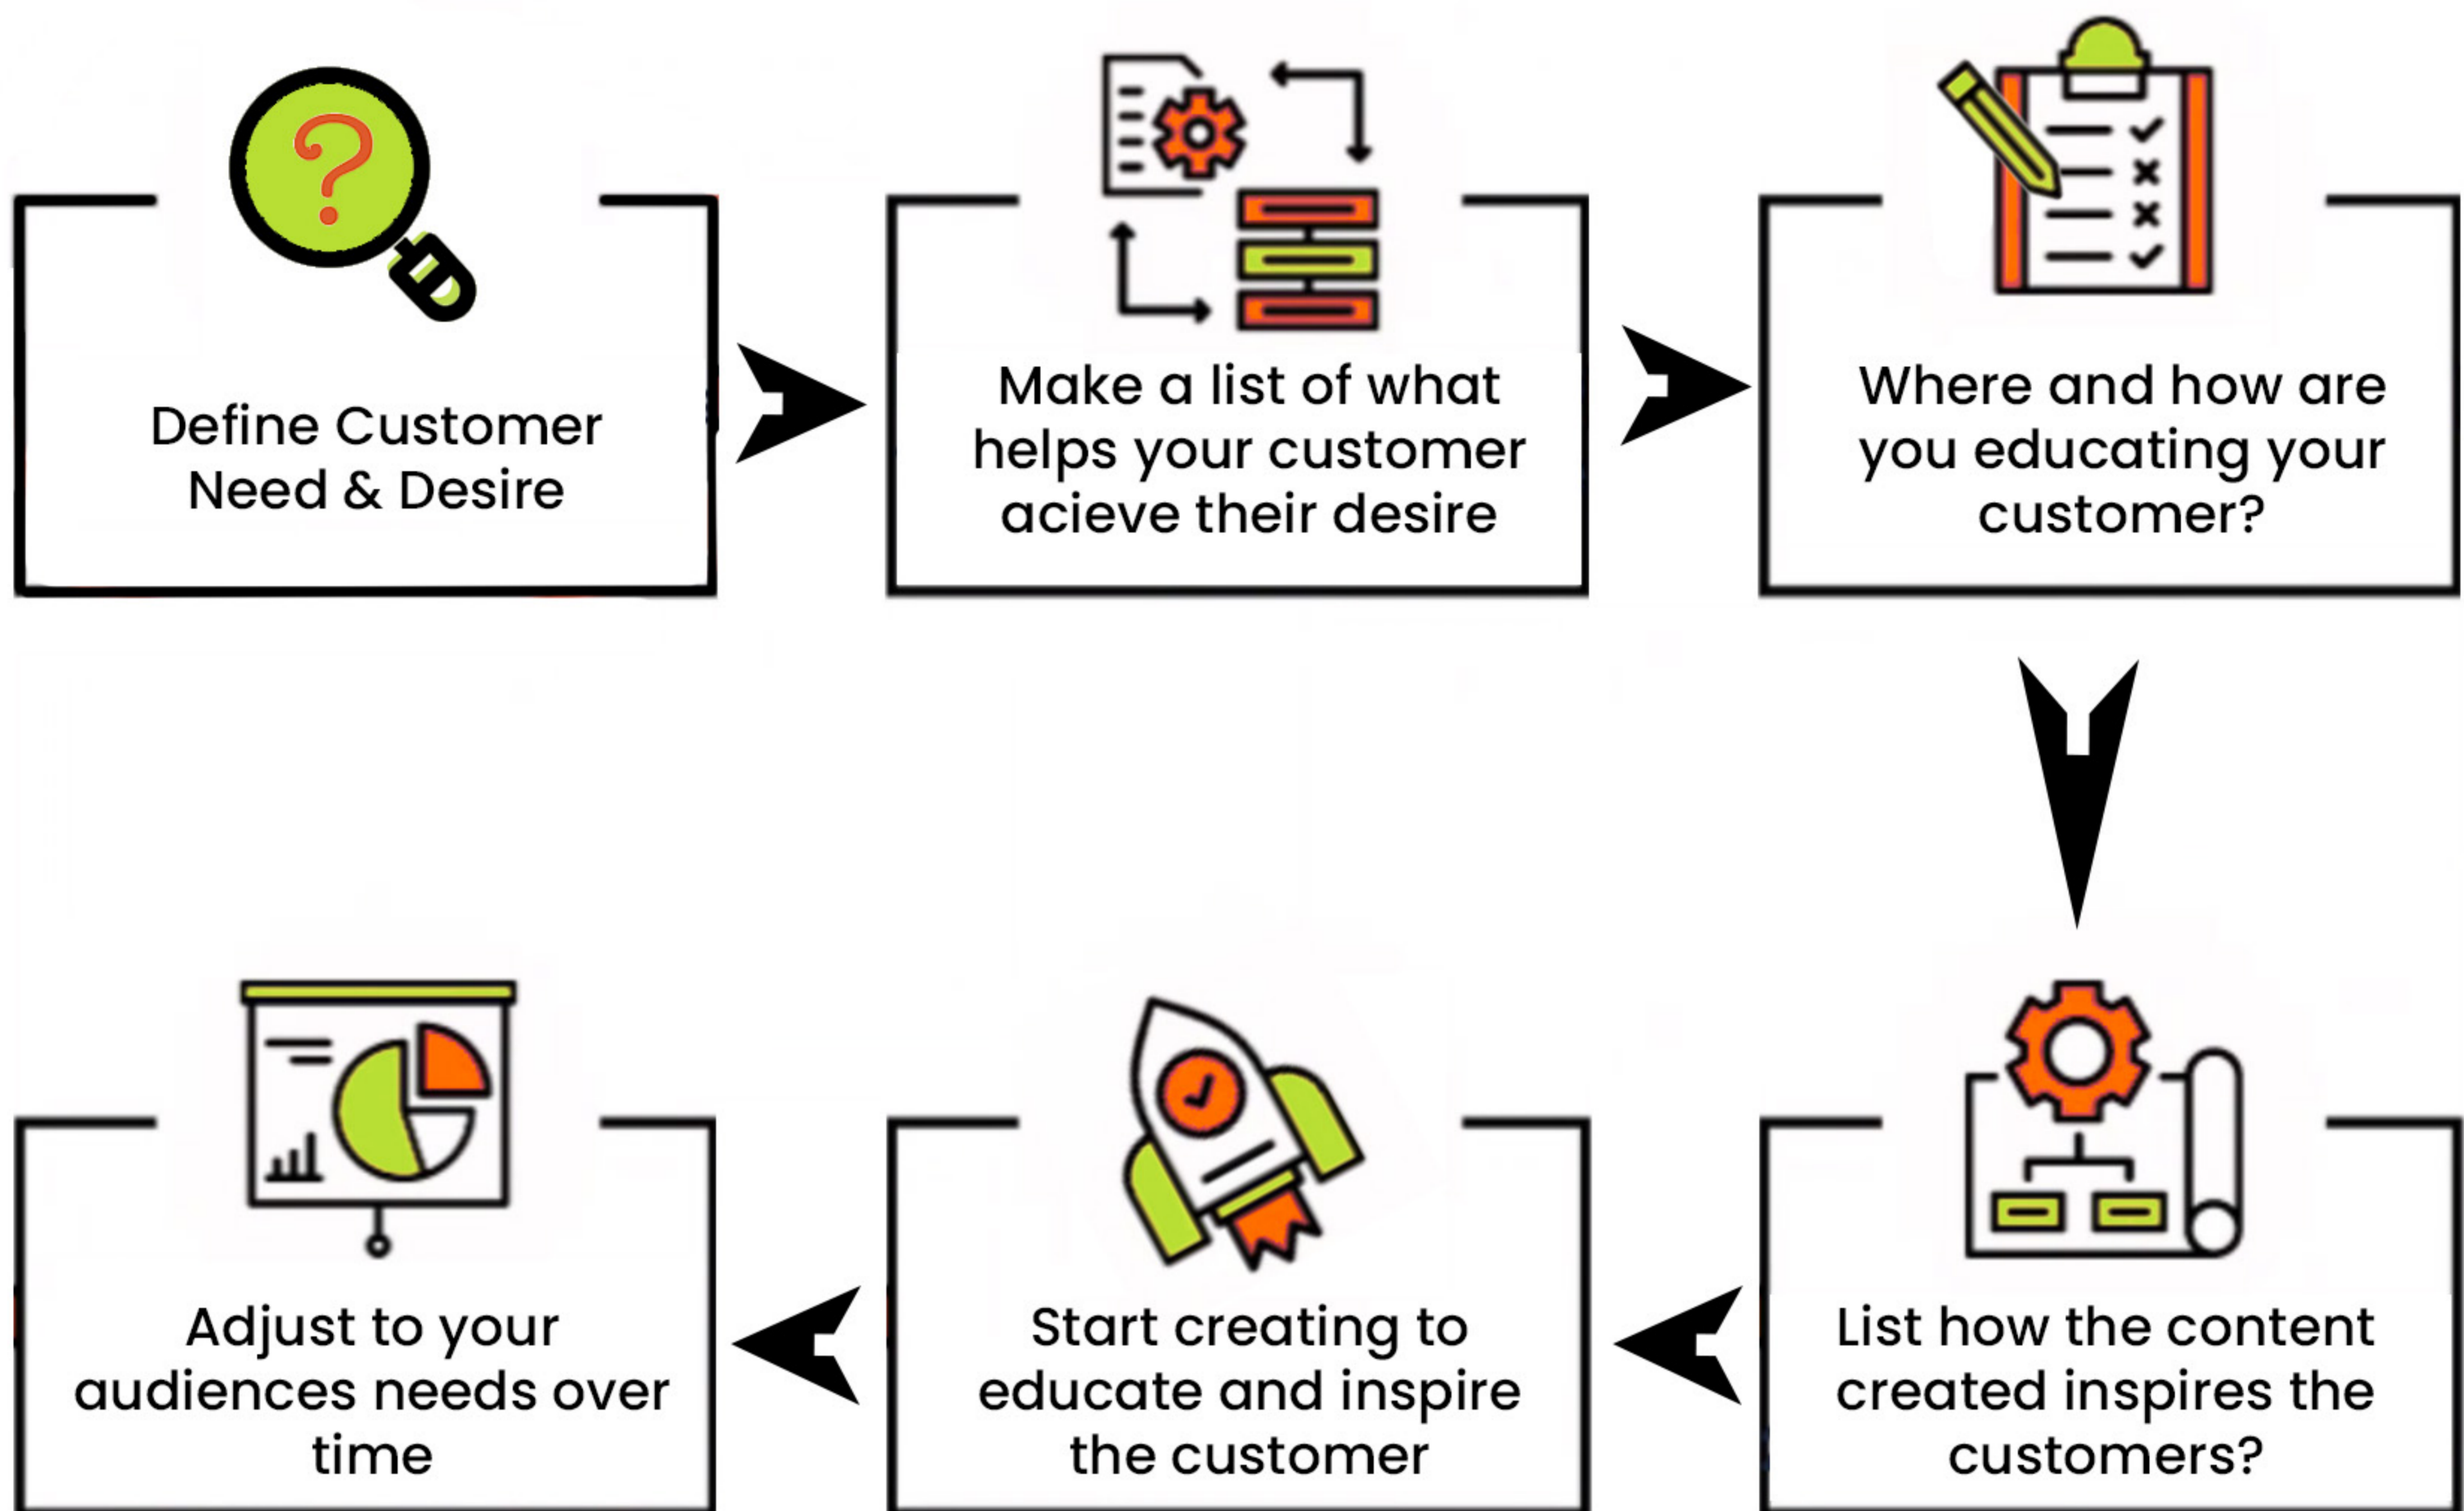 Define Customer
Need & Desire
Make a list of what
helps your customer
acieve their desire
Where and how are
you educating your
customer?
List how the content
created inspires the
customers?
Start creating to
educate and inspire
the customer
Adjust to your
audiences needs over
time